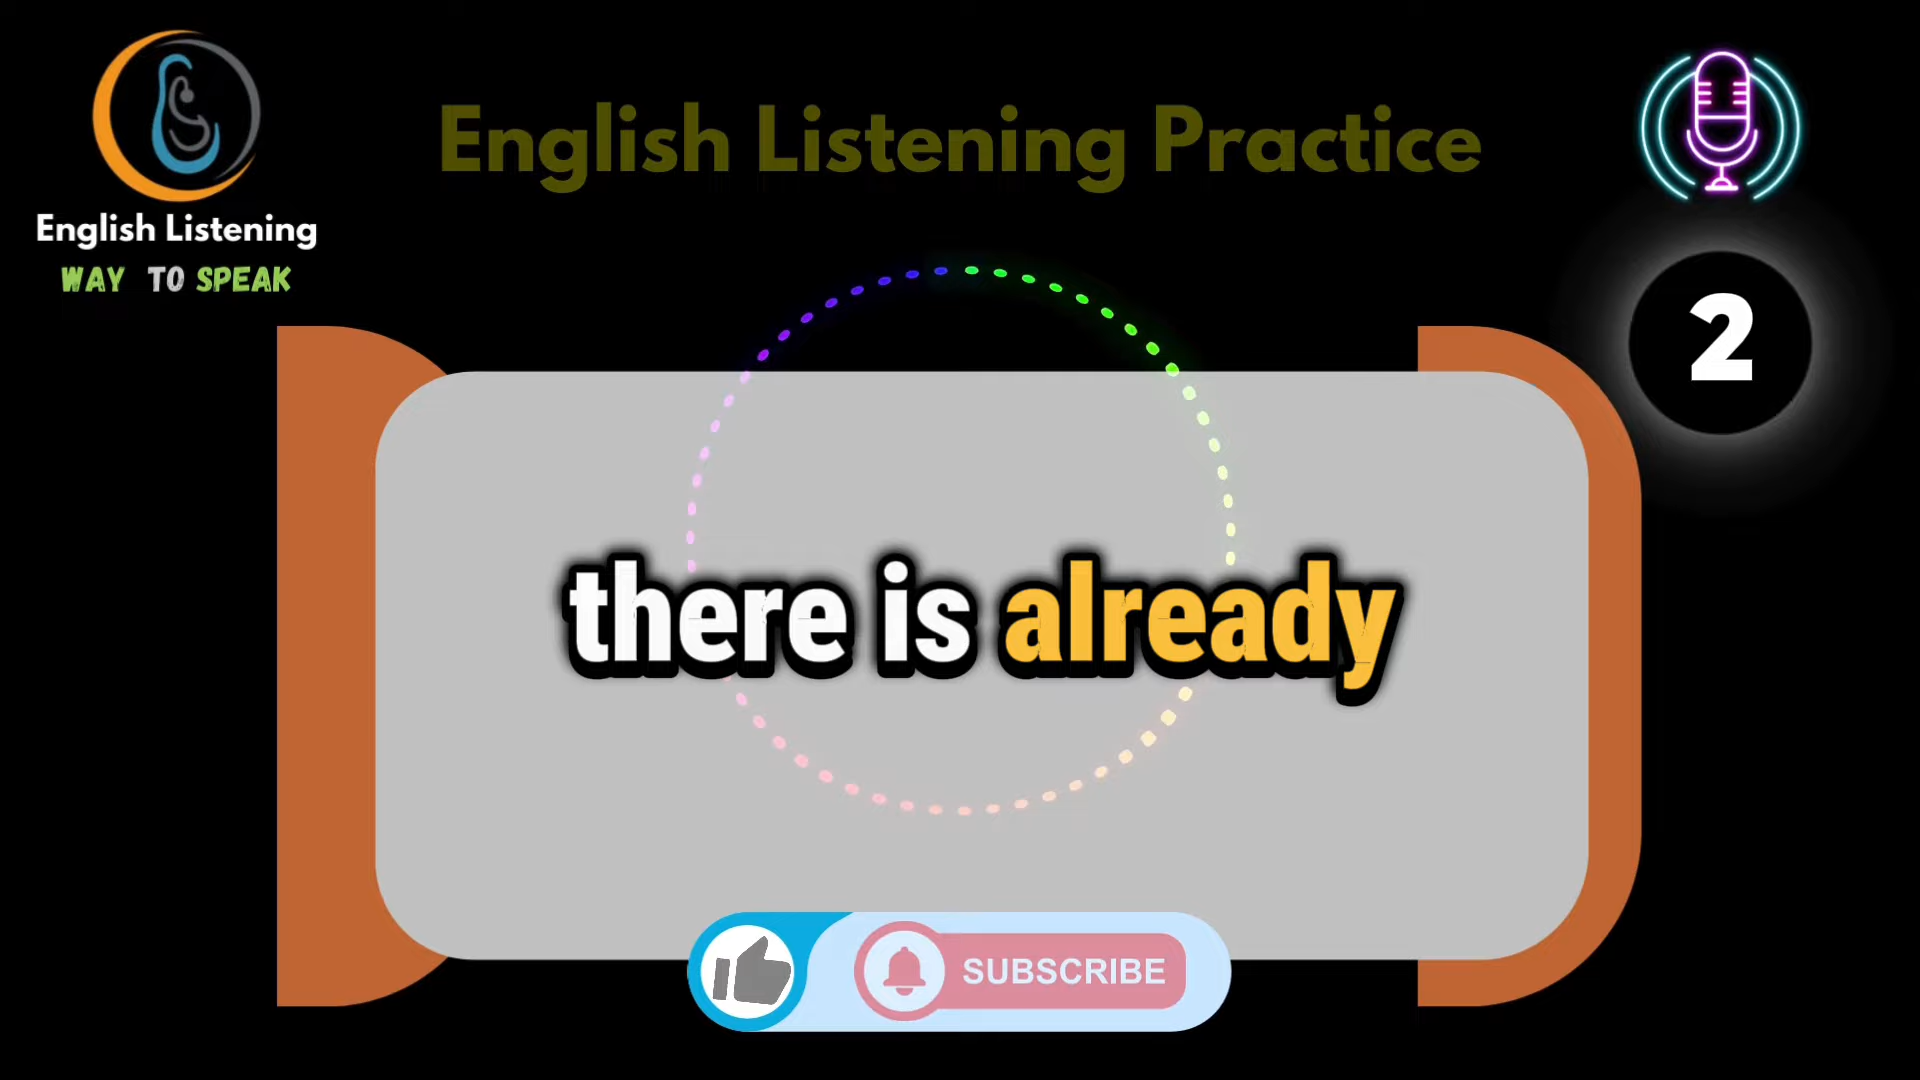 English Listening Practice
English Listening
WAY TO SPEAK
2
there is already
SUBSCRIBE